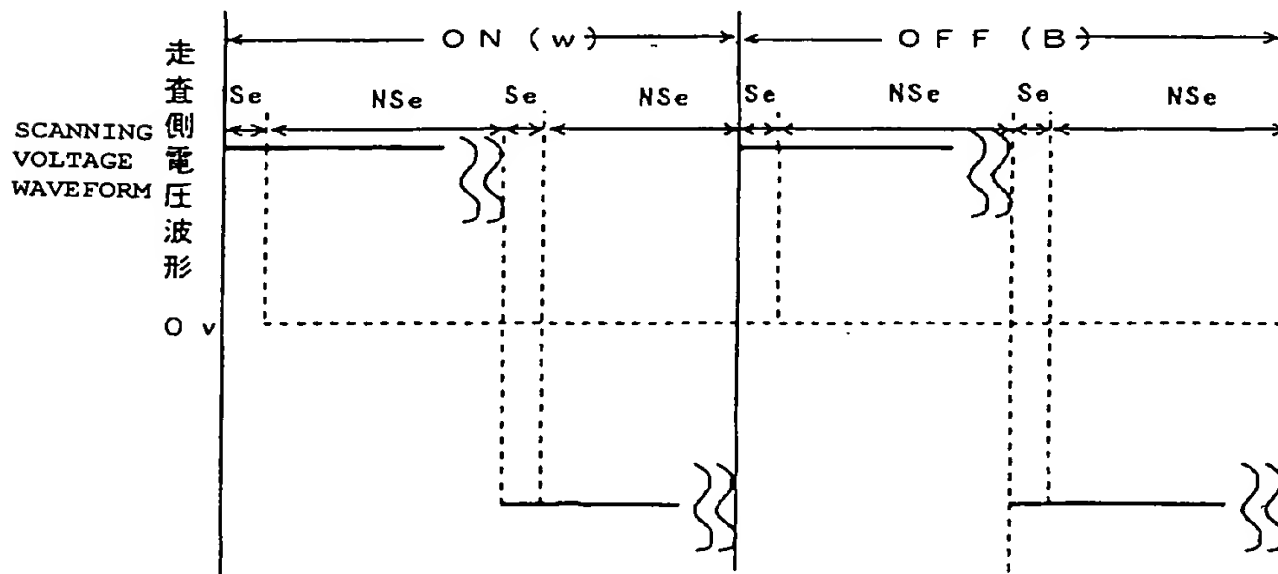 ON (w)
OFF (B)
Se
NSe
Se
NSe
Se
NSe
Se
NSe
走査側電圧波形
SCANNING
VOLTAGE
WAVEFORM
0 v